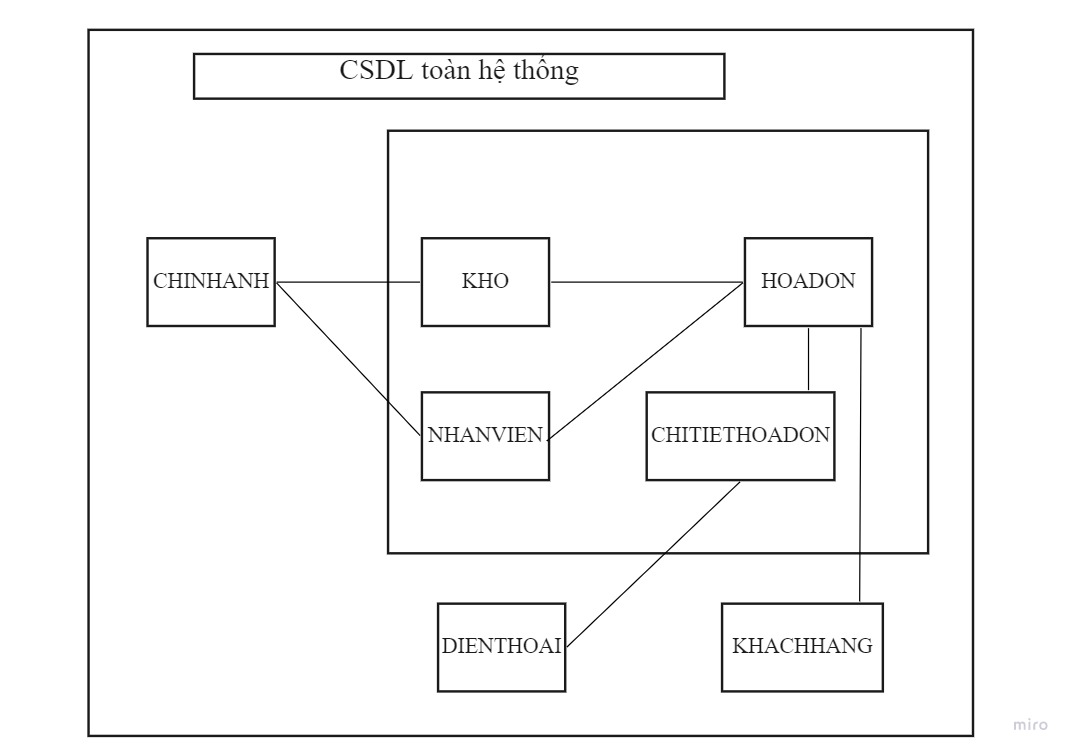 CSDL toàn hệ thống
CHINHANH
KHO
HOADON
NHANVIEN
CHITIETHOADON
DIENTHOAI
KHACHHANG
miro